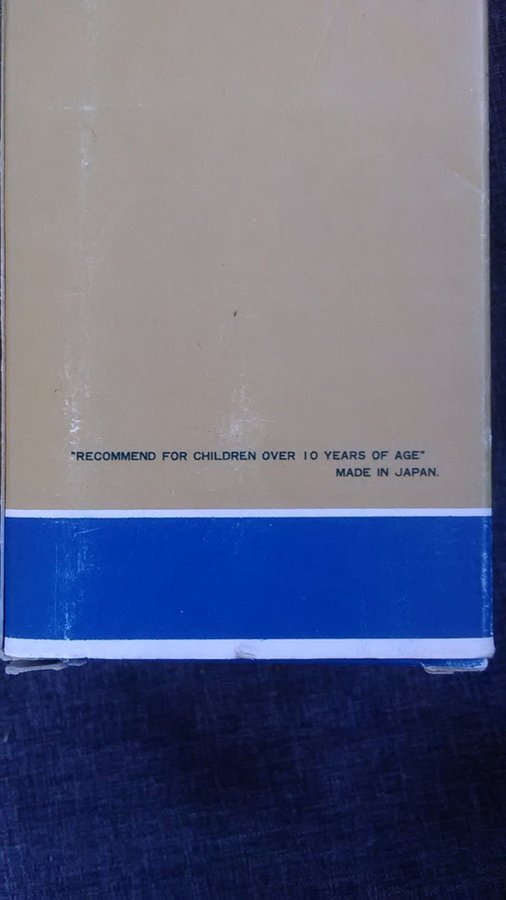 "RECOMMEND FOR CHILDREN OVER 10 YEARS OF AGE"
MADE IN JAPAN.